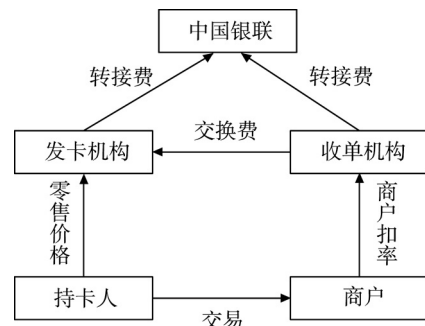 中国银联
转接费
转接费
发卡机构
交换费
收单机构
零售价格
商户扣率
持卡人
交易
商户